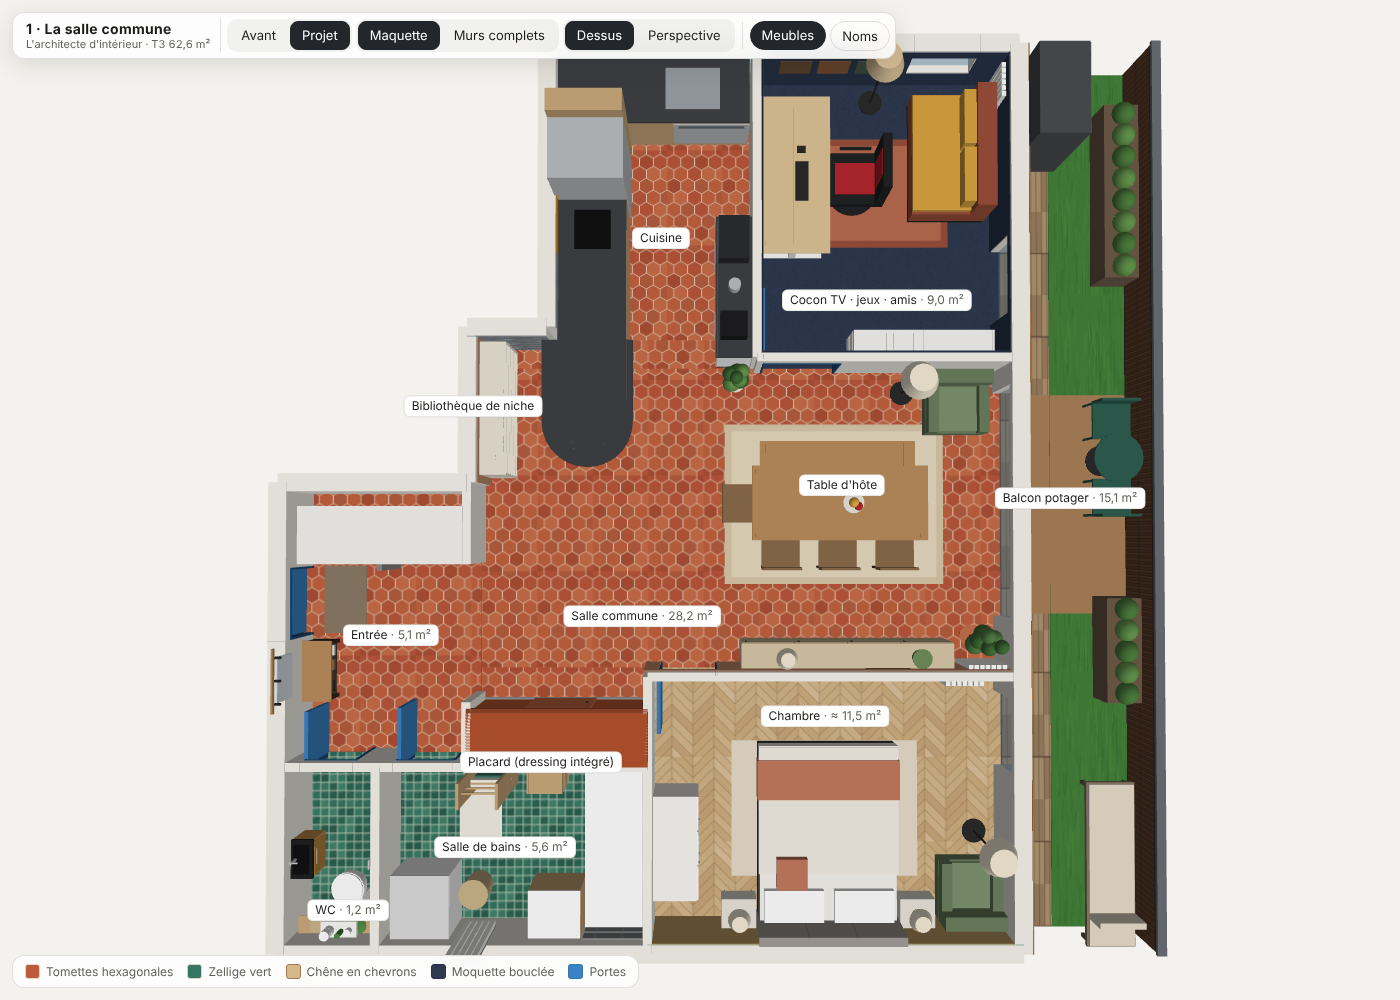 1 · La salle commune
L'architecte d'intérieur · T3 62,6 m²
Avant
Projet
Maquette
Murs complets
Dessus
Perspective
Meubles
Noms
Cuisine
Cocon TV · jeux · amis · 9,0 m²
Bibliothèque de niche
Table d'hôte
Balcon potager · 15,1 m²
Salle commune · 28,2 m²
Entrée · 5,1 m²
Chambre · ≈ 11,5 m²
Placard (dressing intégré)
Salle de bains · 5,6 m²
WC · 1,2 m²
Tomettes hexagonales
Zellige vert
Chêne en chevrons
Moquette bouclée
Portes